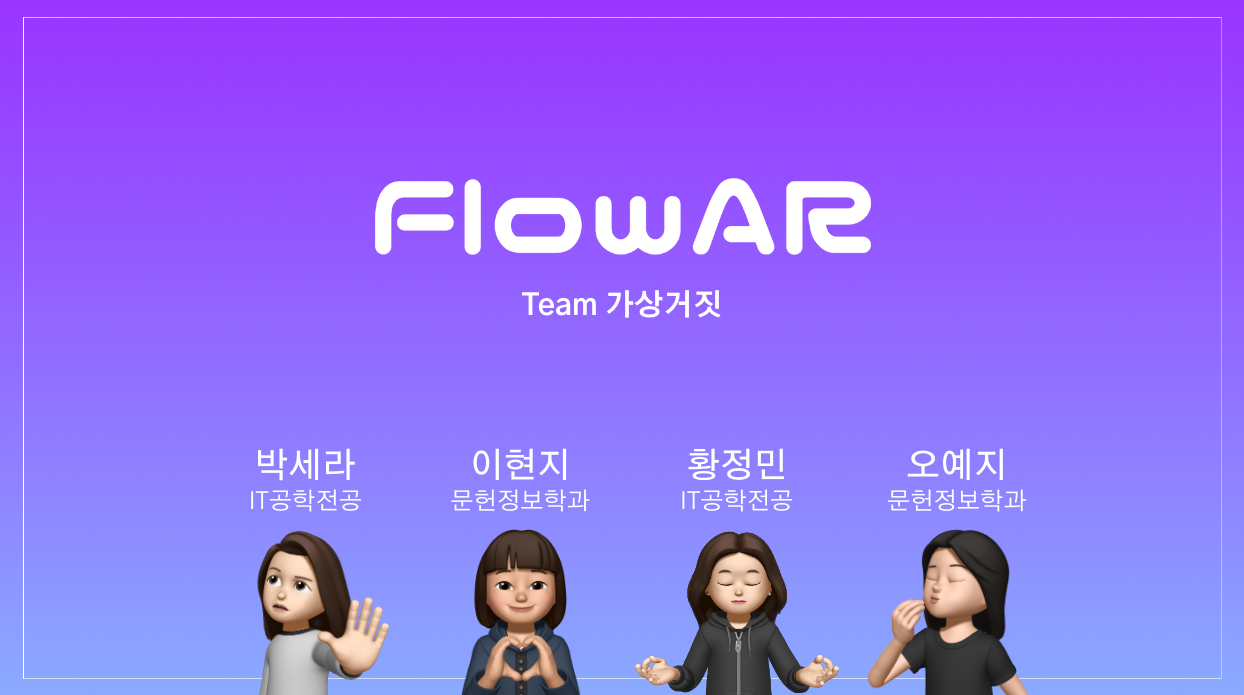 FlowAR
Team 가상거짓
박세라
IT공학전공
이현지
문헌정보학과
황정민
IT공학전공
오예지
문헌정보학과